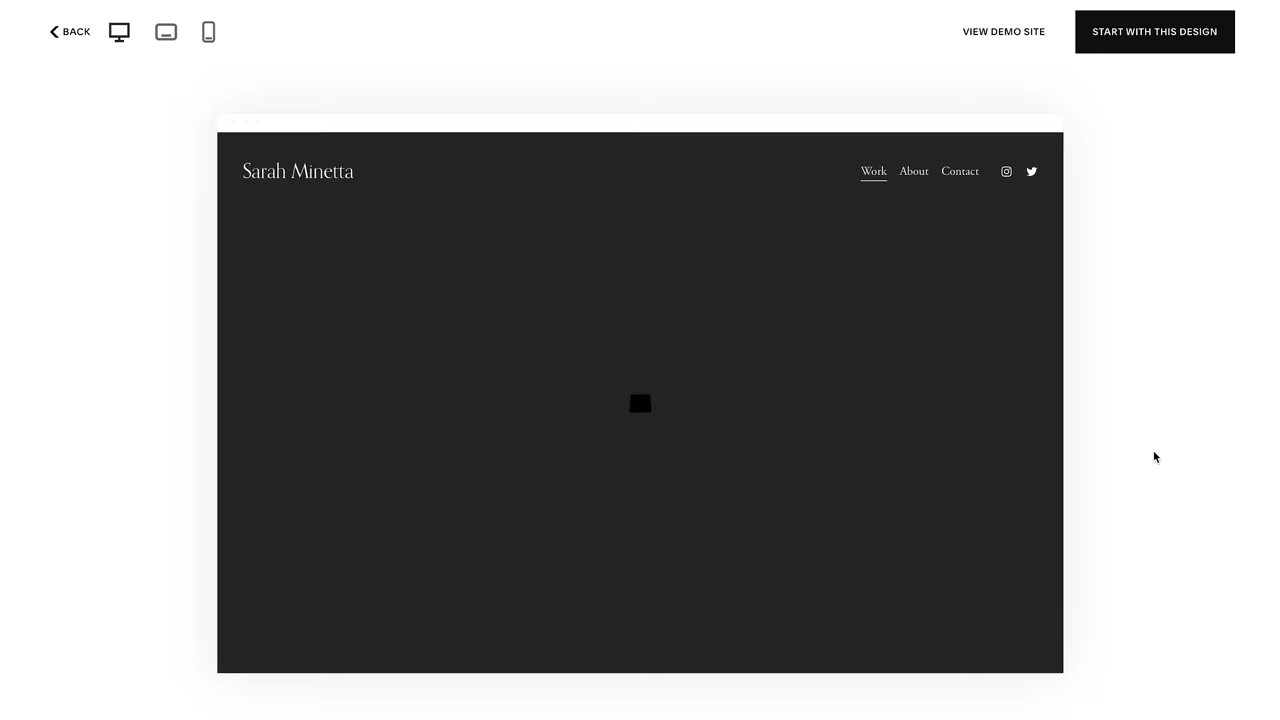 BACK
VIEW DEMO SITE
START WITH THIS DESIGN
Sarah Minetta
Work About Contact